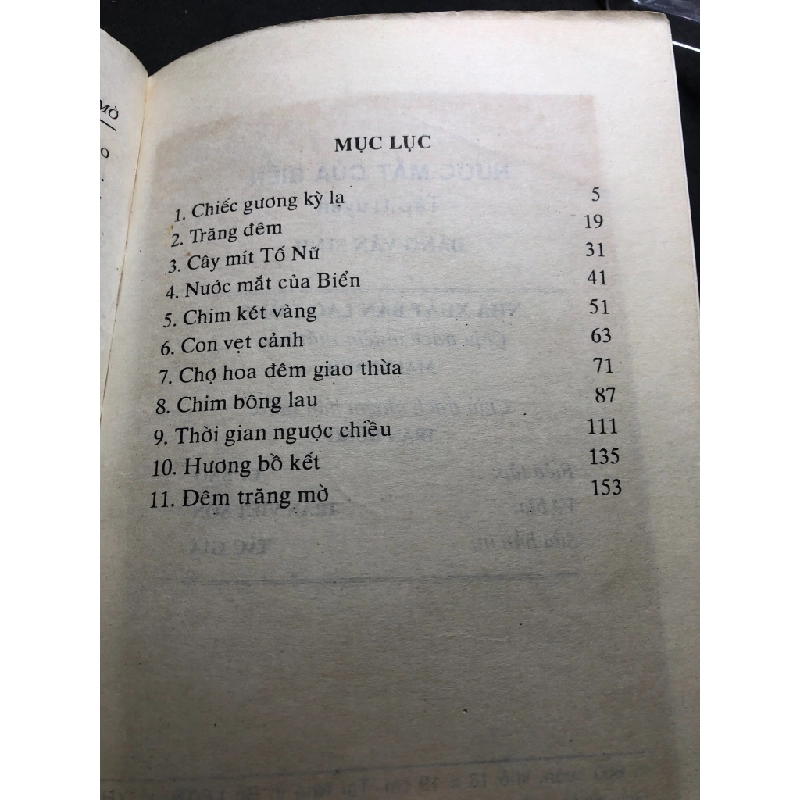 MỜ
MỤC LỤC
1. Chiếc gương kỳ lạ 5
2. Trăng đêm 19
3. Cây mít Tố Nữ 31
4. Nước mắt của Biển 41
5. Chim két vàng 51
6. Con vẹt cảnh 63
7. Chợ hoa đêm giao thừa 71
8. Chim bông lau 87
9. Thời gian ngược chiều 111
10. Hương bồ kết 135
11. Đêm trăng mờ 153